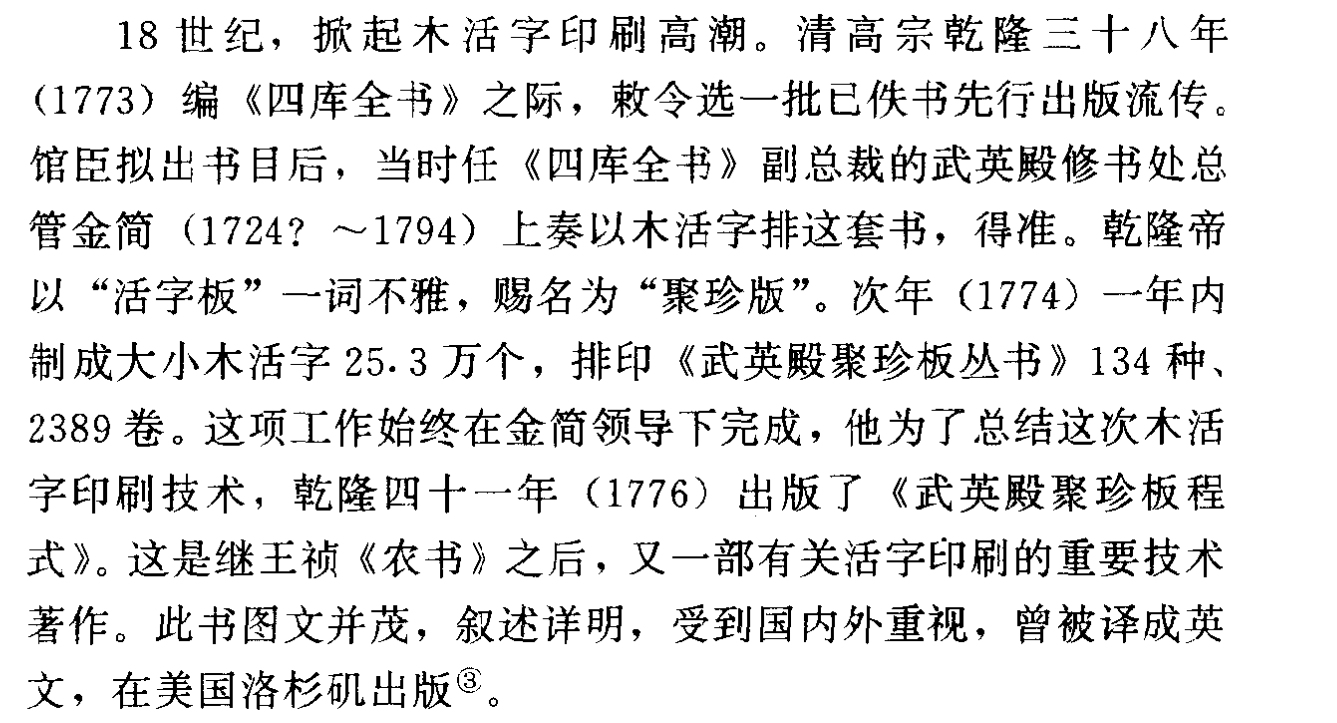 18 世纪，掀起木活字印刷高潮。清高宗乾隆三十八年
(1773) 编《四库全书》之际，敕令选一批已佚书先行出版流传。
馆臣拟出书目后，当时任《四库全书》副总裁的武英殿修书处总
管金简 (1724? ～1794) 上奏以木活字排这套书，得准。乾隆帝
以“活字板”一词不雅，赐名为“聚珍版”。次年 (1774) 一年内
制成大小木活字 25.3 万个，排印《武英殿聚珍板丛书》134 种、
2389 卷。这项工作始终在金简领导下完成，他为了总结这次木活
字印刷技术，乾隆四十一年 (1776) 出版了《武英殿聚珍板程
式》。这是继王祯《农书》之后，又一部有关活字印刷的重要技术
著作。此书图文并茂，叙述详明，受到国内外重视，曾被译成英
文，在美国洛杉矶出版③。